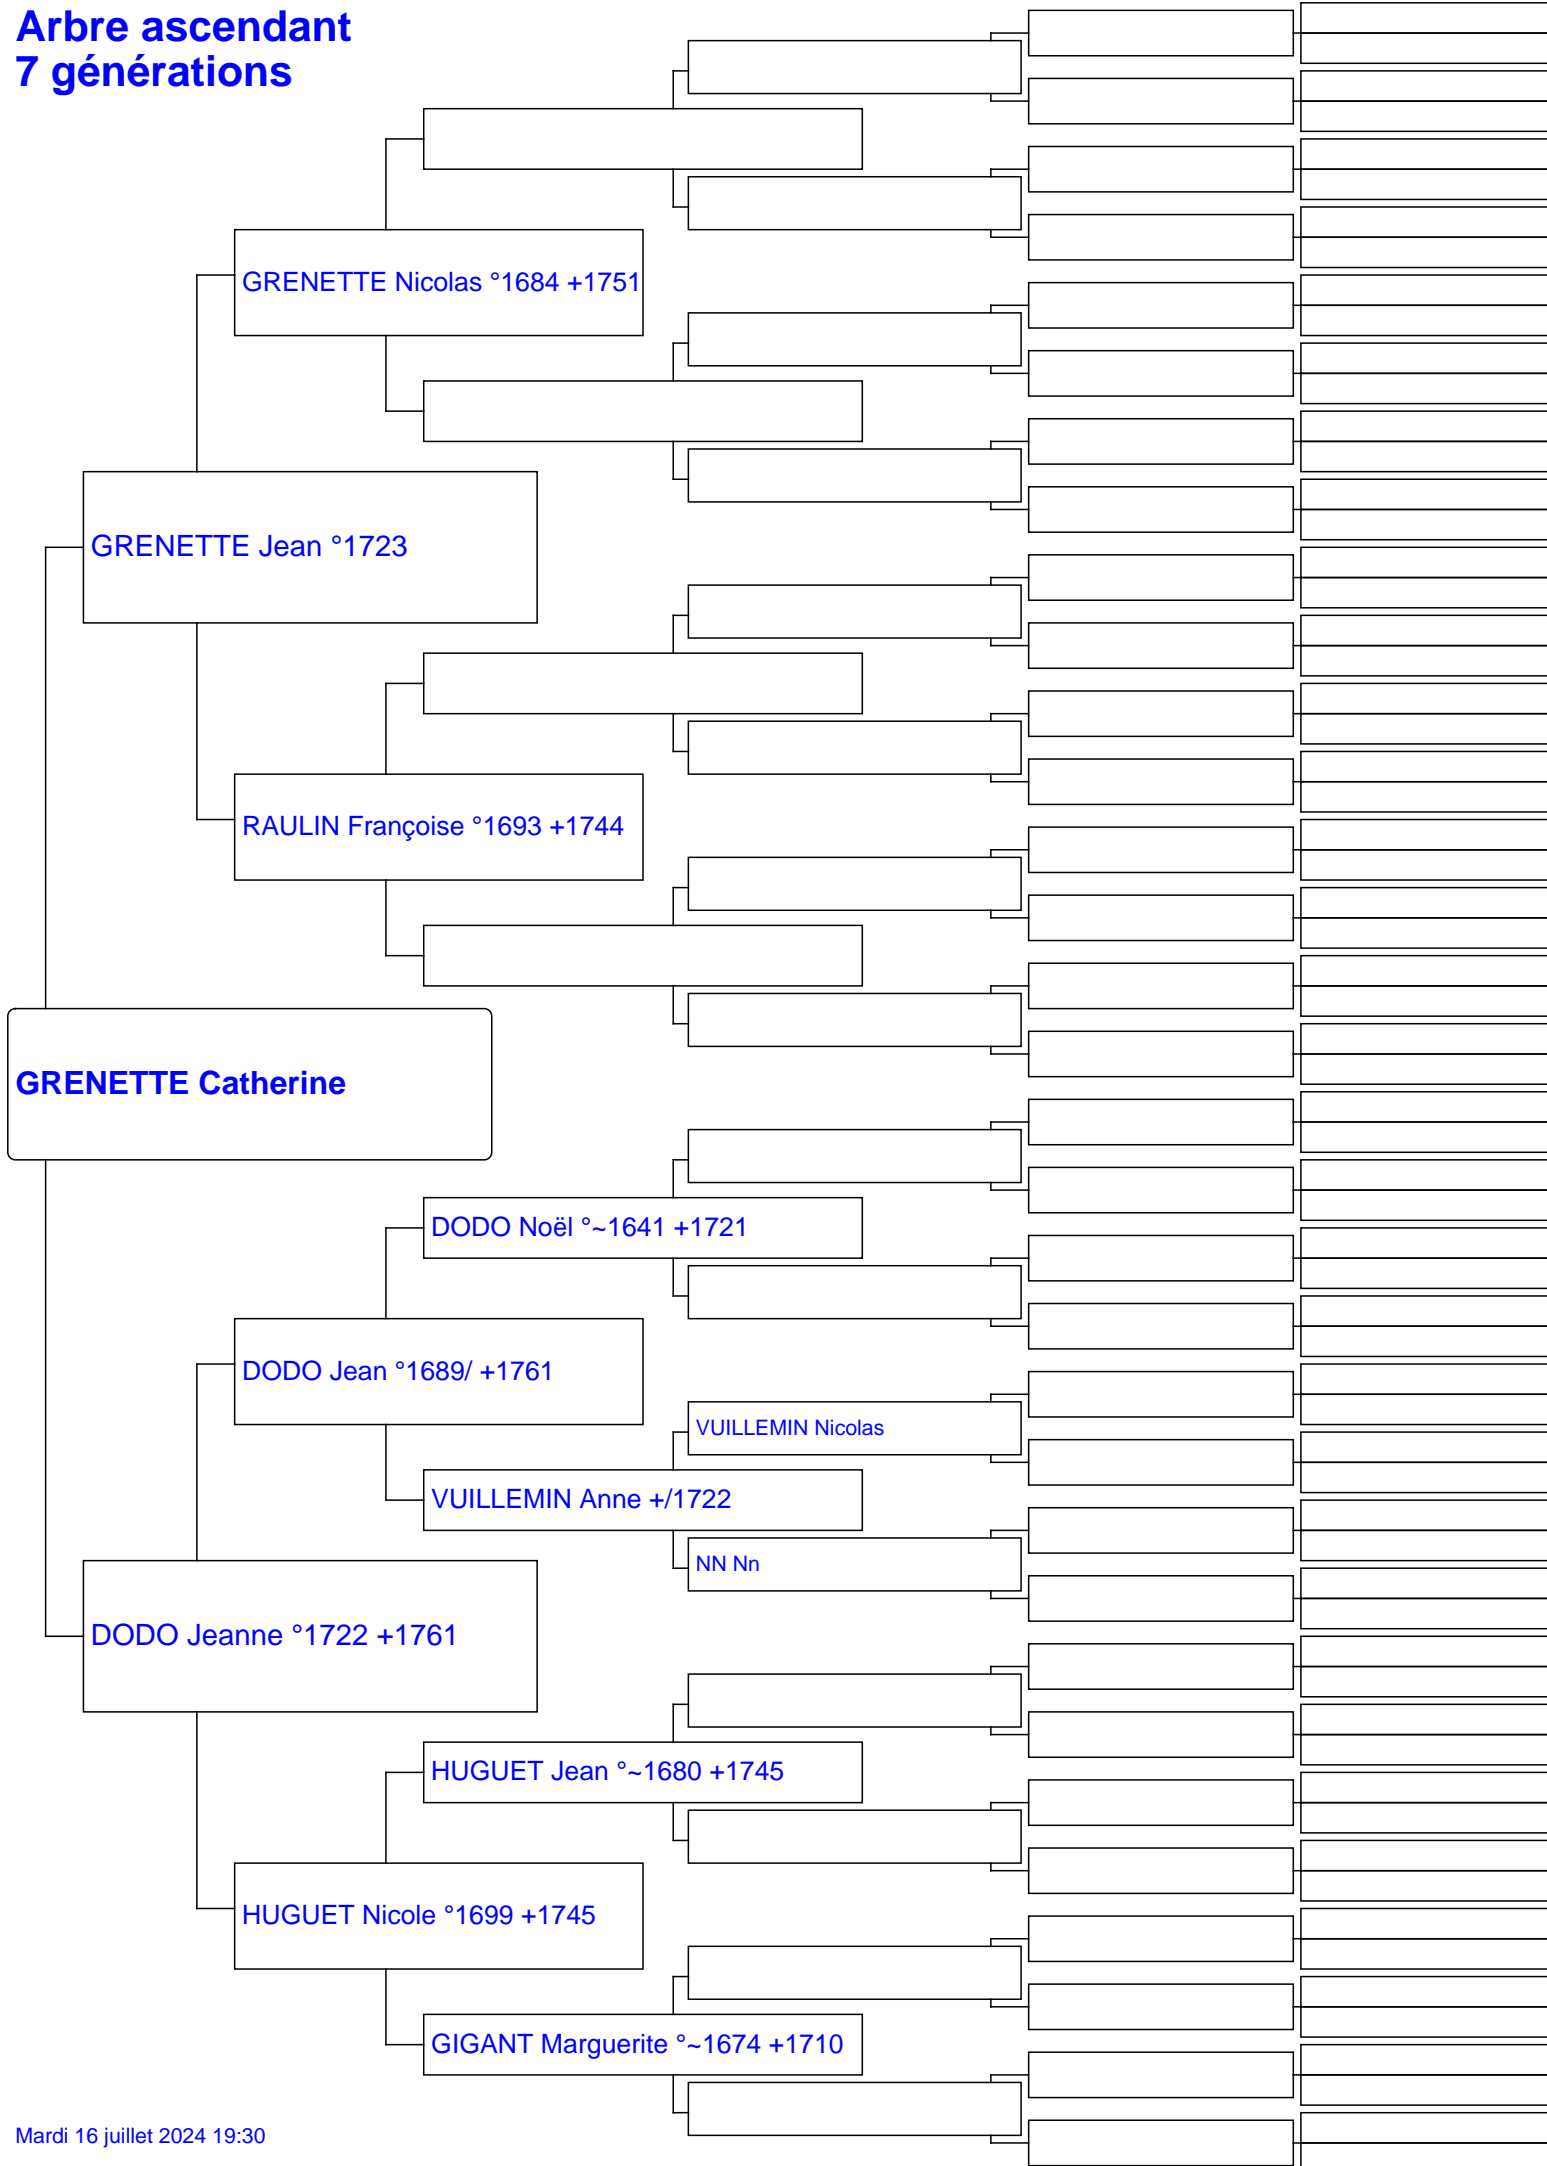 Arbre ascendant
7 générations
GRENETTE Nicolas °1684 +1751
GRENETTE Jean °1723
RAULIN Françoise °1693 +1744
GRENETTE Catherine
DODO Noël °~1641 +1721
DODO Jean °1689/ +1761
VUILLEMIN Nicolas
VUILLEMIN Anne +/1722
NN Nn
DODO Jeanne °1722 +1761
HUGUET Jean °~1680 +1745
HUGUET Nicole °1699 +1745
GIGANT Marguerite °~1674 +1710
Mardi 16 juillet 2024 19:30